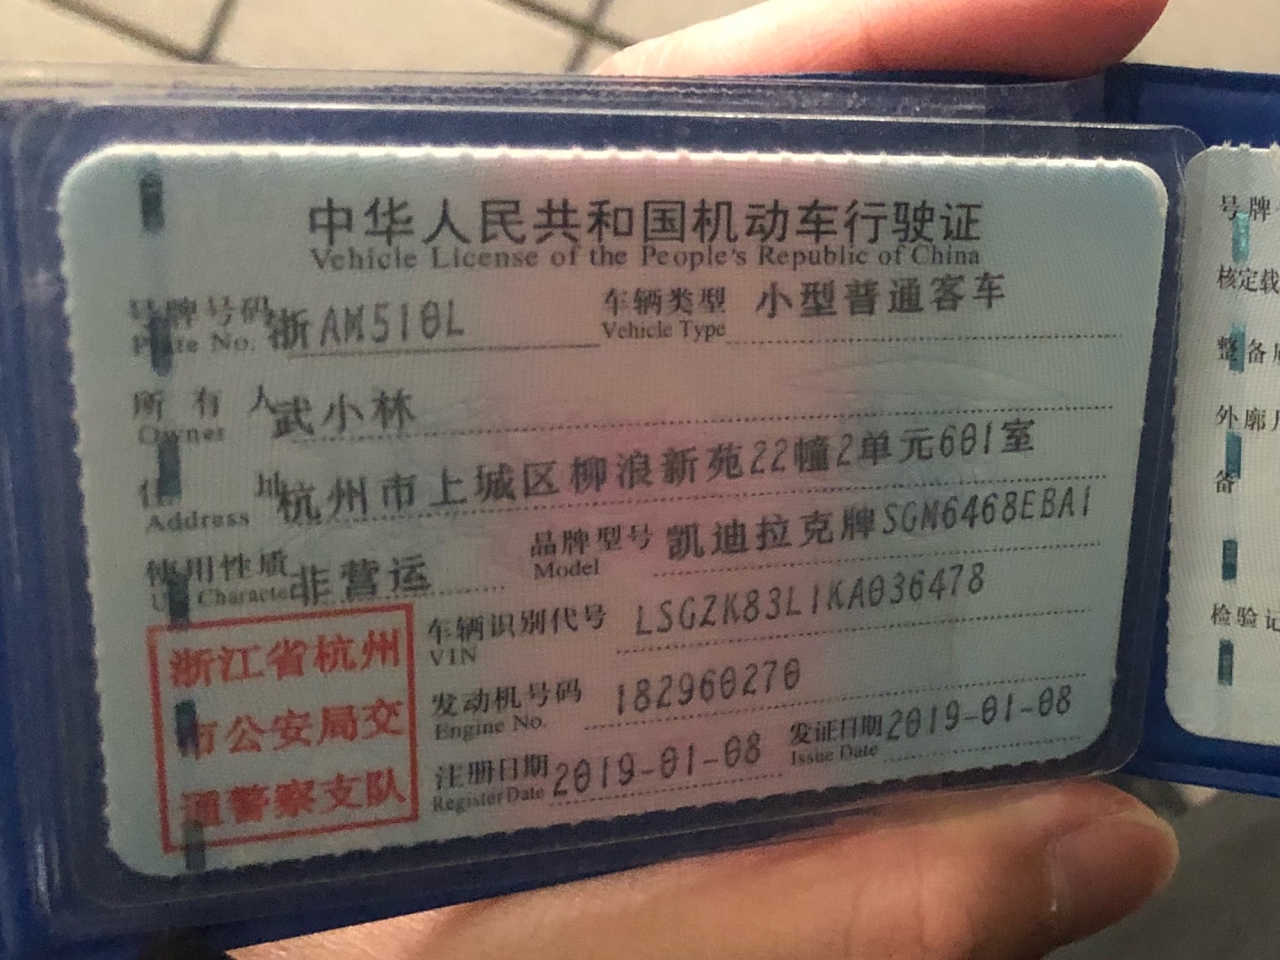 中华人民共和国机动车行驶证
Vehicle License of the People's Republic of China
号牌号码 浙AM510L 车辆类型 小型普通客车
Plate No. Vehicle Type
所有人 武小林
Owner
住址 杭州市上城区柳浪新苑22幢2单元601室
Address
使用性质 非营运 品牌型号 凯迪拉克牌SGM6468EBA1
Use Character Model
车辆识别代号 LSGZK83L1KA036478
VIN
发动机号码 182960270
Engine No.
注册日期 2019-01-08 发证日期 2019-01-08
Register Date Issue Date
浙江省杭州
市公安局交
通警察支队
号牌
核定载
整备
外廓
备
检验记